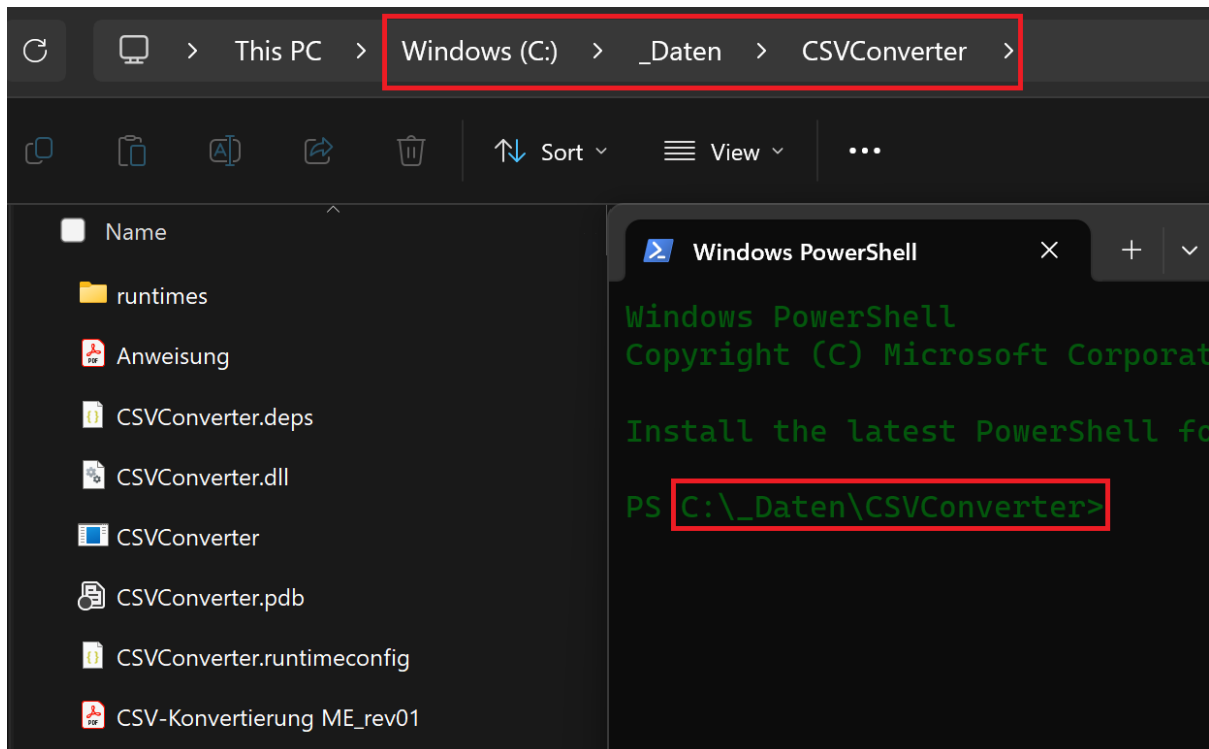 This PC > Windows (C:) > _Daten > CSVConverter >
Sort
View
Name
runtimes
Anweisung
CSVConverter.deps
CSVConverter.dll
CSVConverter
CSVConverter.pdb
CSVConverter.runtimeconfig
CSV-Konvertierung ME_rev01
Windows PowerShell
Windows PowerShell
Copyright (C) Microsoft Corporat
Install the latest PowerShell fo
PS C:\_Daten\CSVConverter>